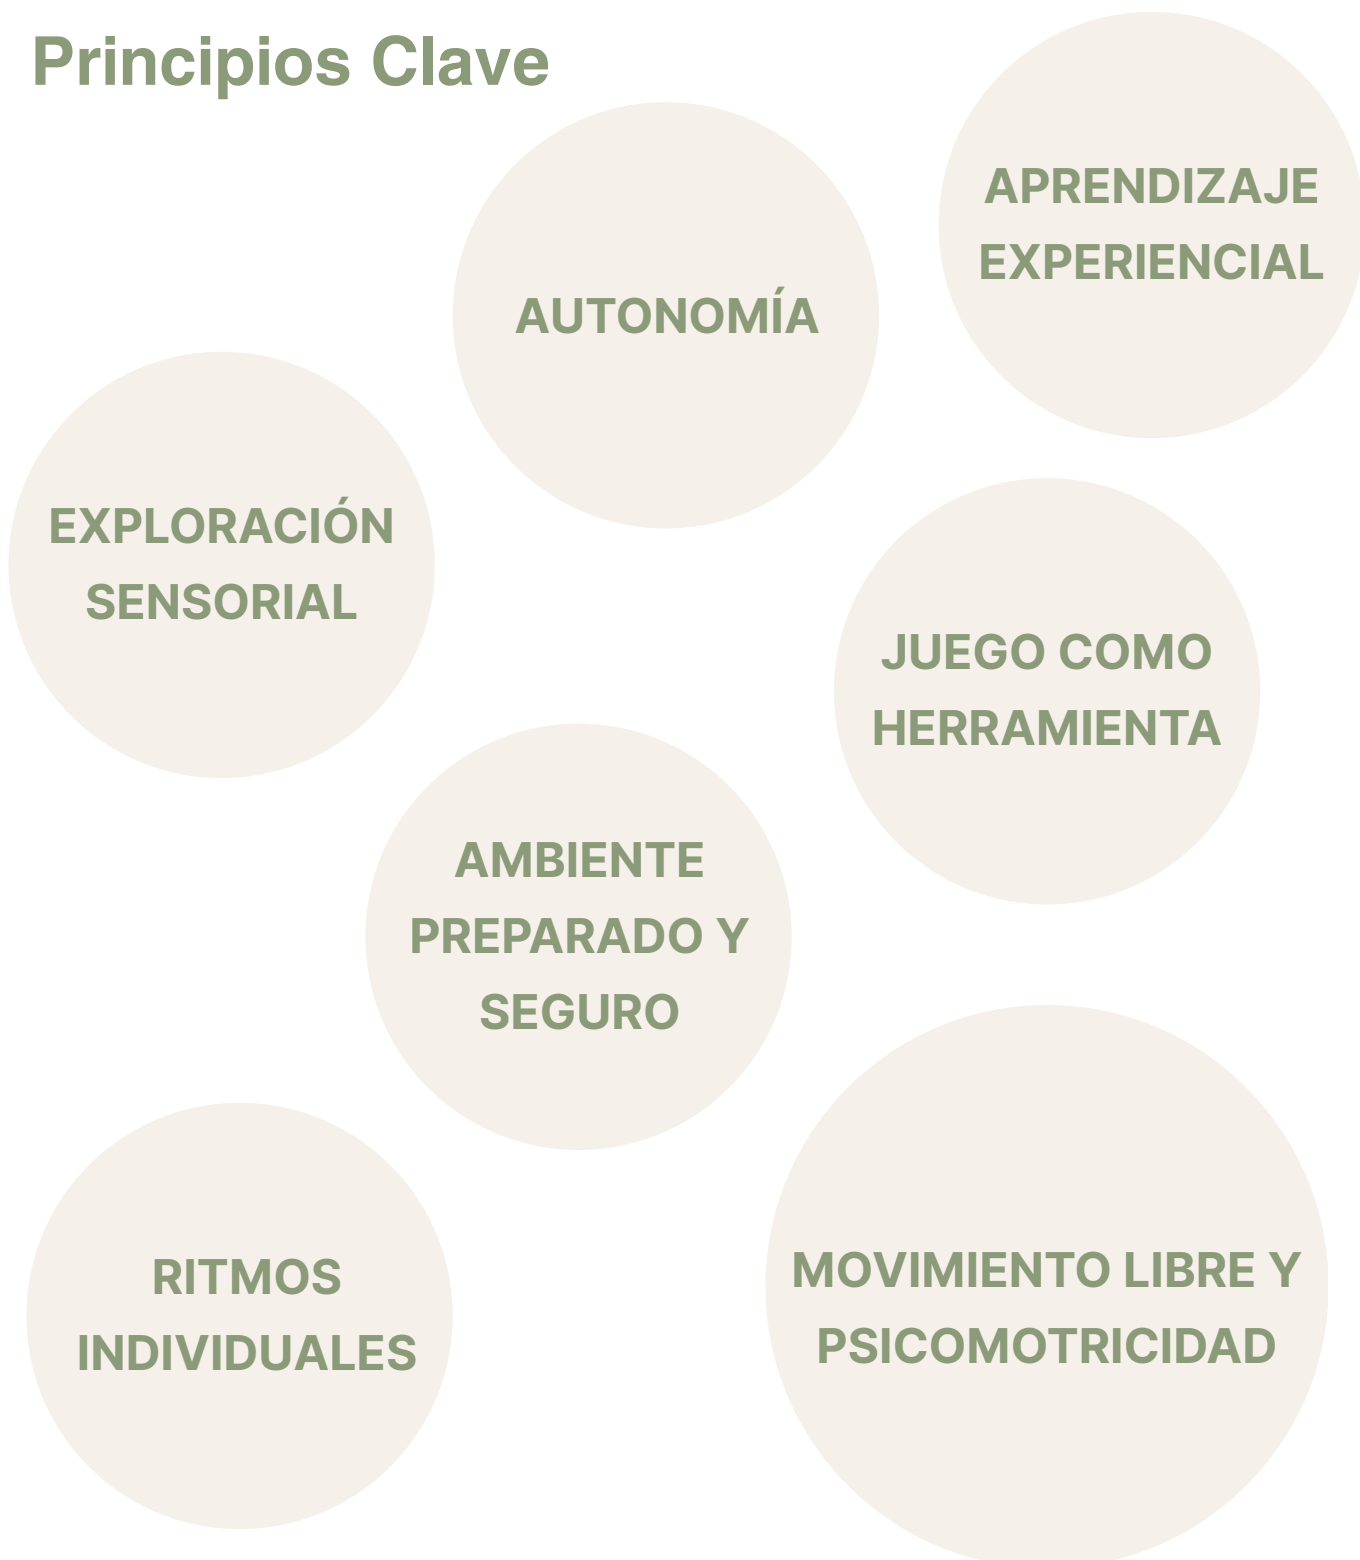 Principios Clave
APRENDIZAJE
EXPERIENCIAL
AUTONOMÍA
EXPLORACIÓN
SENSORIAL
JUEGO COMO
HERRAMIENTA
AMBIENTE
PREPARADO Y
SEGURO
RITMOS
INDIVIDUALES
MOVIMIENTO LIBRE Y
PSICOMOTRICIDAD